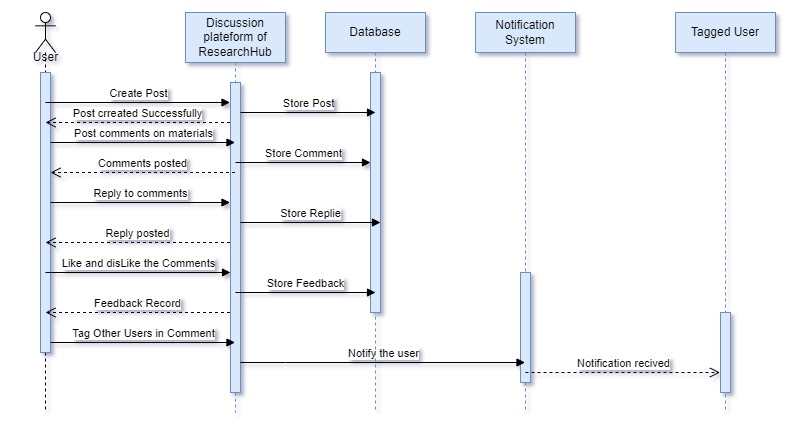 Discussion
plateform of
ResearchHub
Database
Notification
System
Tagged User
User
Create Post
Store Post
Post crreated Successfully
Post comments on materials
Store Comment
Comments posted
Reply to comments
Store Replie
Reply posted
Like and disLike the Comments
Store Feedback
Feedback Record
Tag Other Users in Comment
Notify the user
Notification recived